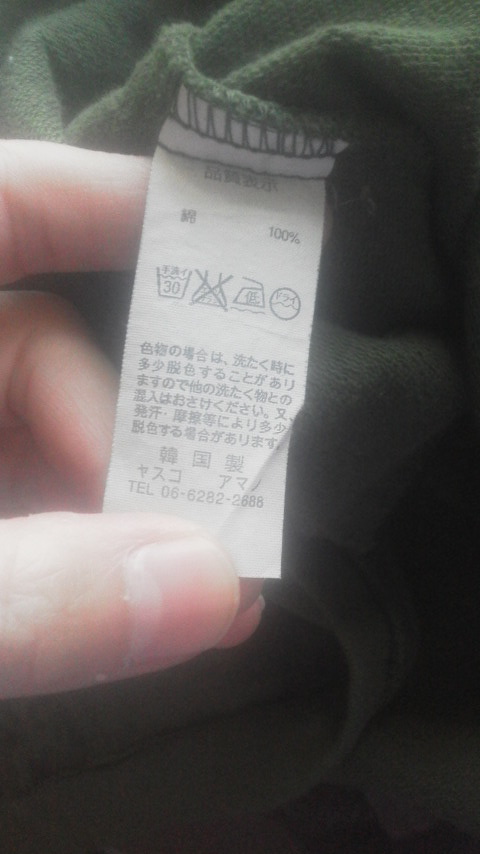 品質表示
綿 100%
手洗イ 30 低 ドライ
色物の場合は、洗たく時に
多少脱色することがあり
ますので他の洗たく物との
混入はおさけください。又、
発汗・摩擦等により多少
脱色する場合があります。
韓国製
ヤスコ アマノ
TEL 06-6282-2688